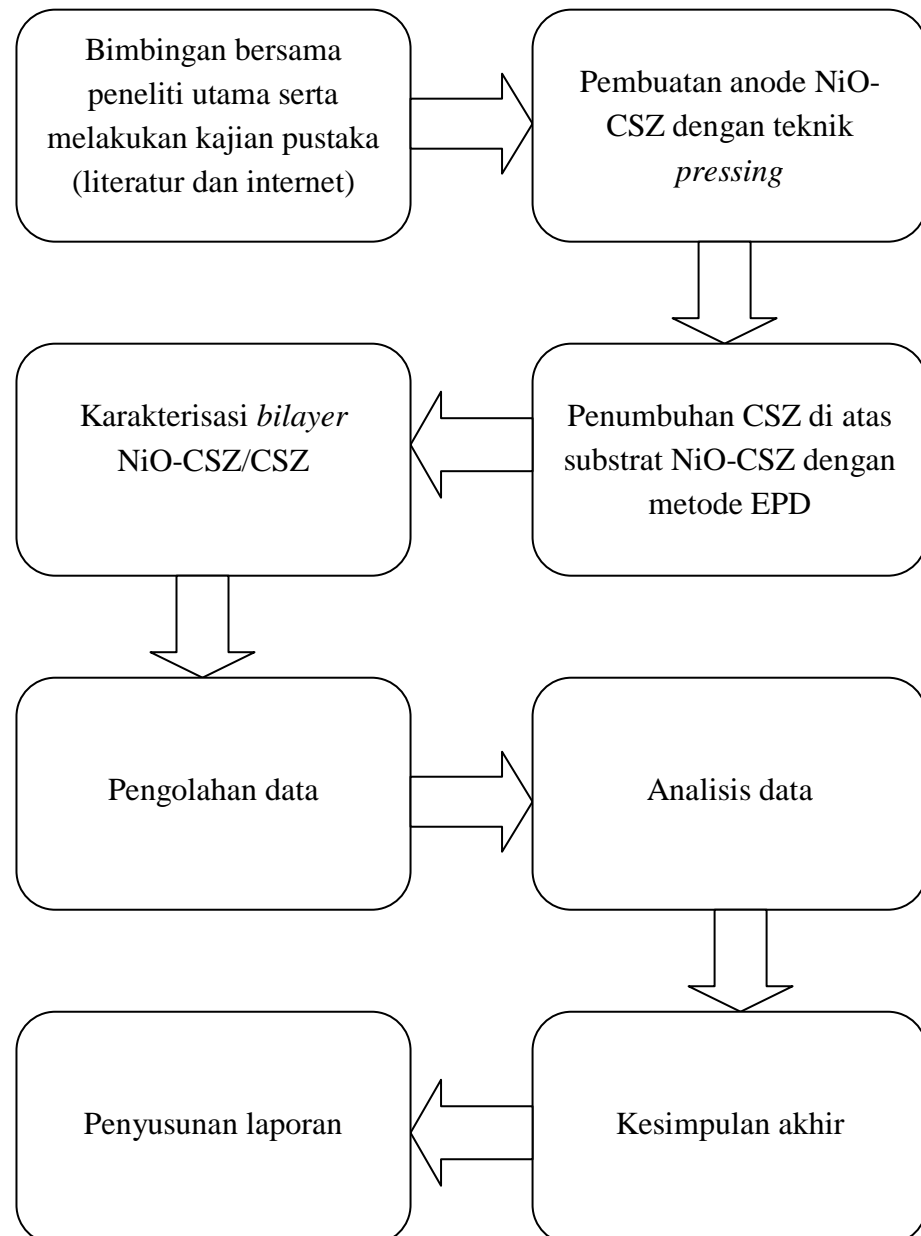 Bimbingan bersama
peneliti utama serta
melakukan kajian pustaka
(literatur dan internet)
Pembuatan anode NiO-
CSZ dengan teknik
pressing
Penumbuhan CSZ di atas
substrat NiO-CSZ dengan
metode EPD
Karakterisasi bilayer
NiO-CSZ/CSZ
Pengolahan data
Analisis data
Kesimpulan akhir
Penyusunan laporan